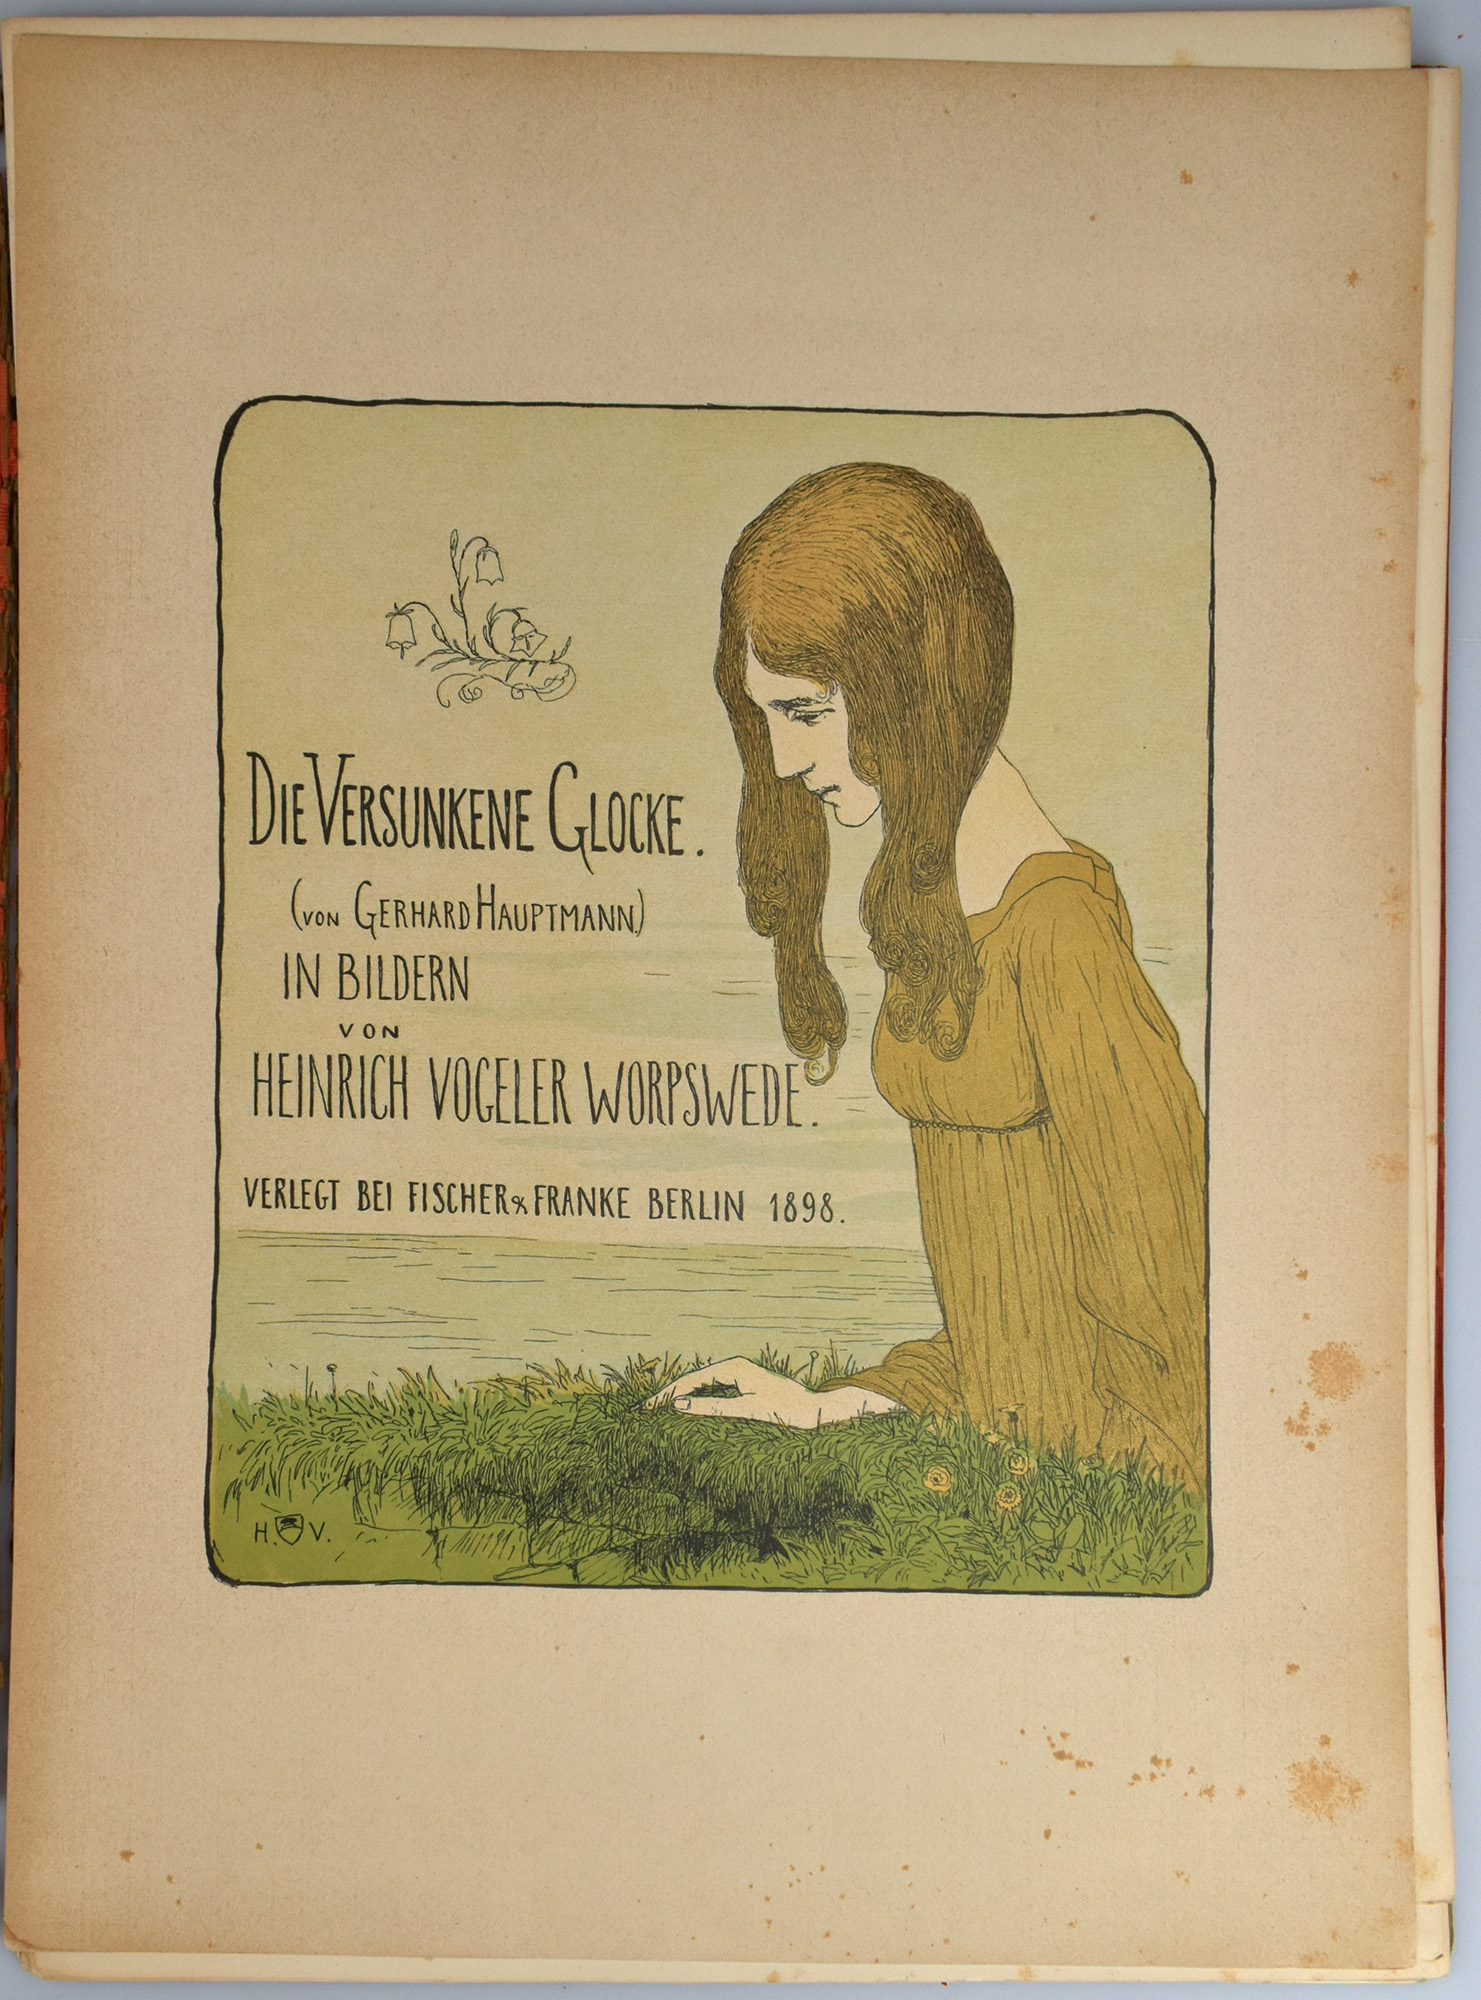 Die Versunkene Glocke.
(von Gerhard Hauptmann)
IN BILDERN
VON
HEINRICH VOGELER WORPSWEDE.
VERLEGT BEI FISCHER & FRANKE BERLIN 1898.
H. V.